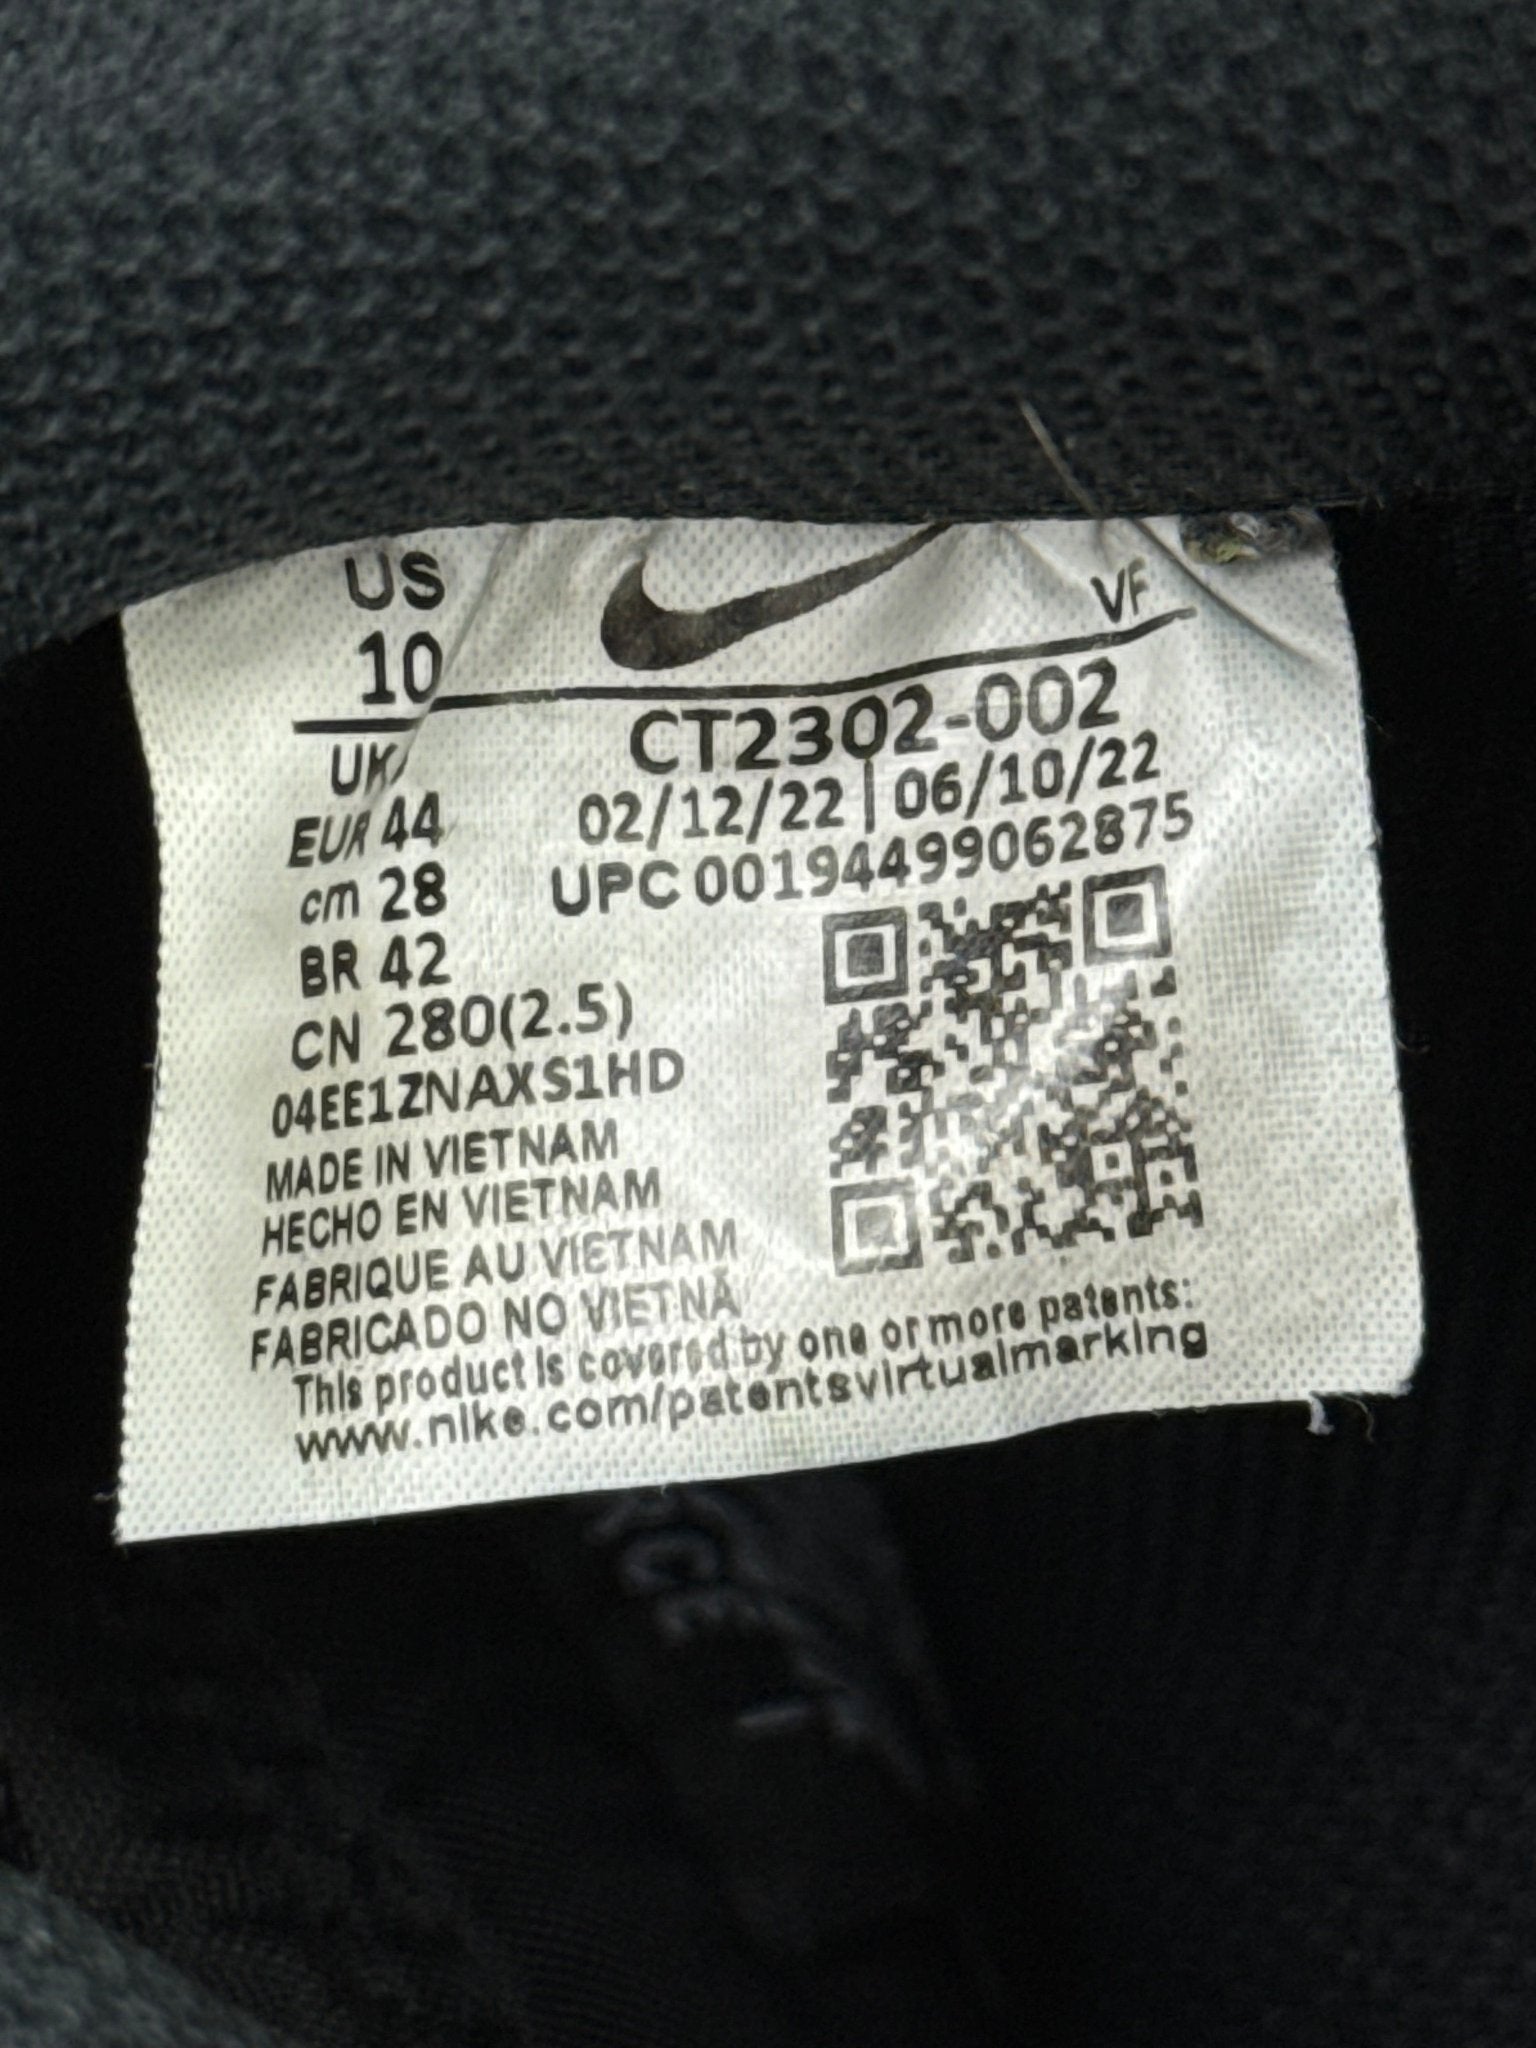 US
10
VF
UK
EUR 44
cm 28
BR 42
CN 280(2.5)
CT2302-002
02/12/22 | 06/10/22
UPC 00194499062875
04EE1ZNAXS1HD
MADE IN VIETNAM
HECHO EN VIETNAM
FABRIQUE AU VIETNAM
FABRICADO NO VIETNÃ
This product is covered by one or more patents:
www.nike.com/patentsvirtualmarking